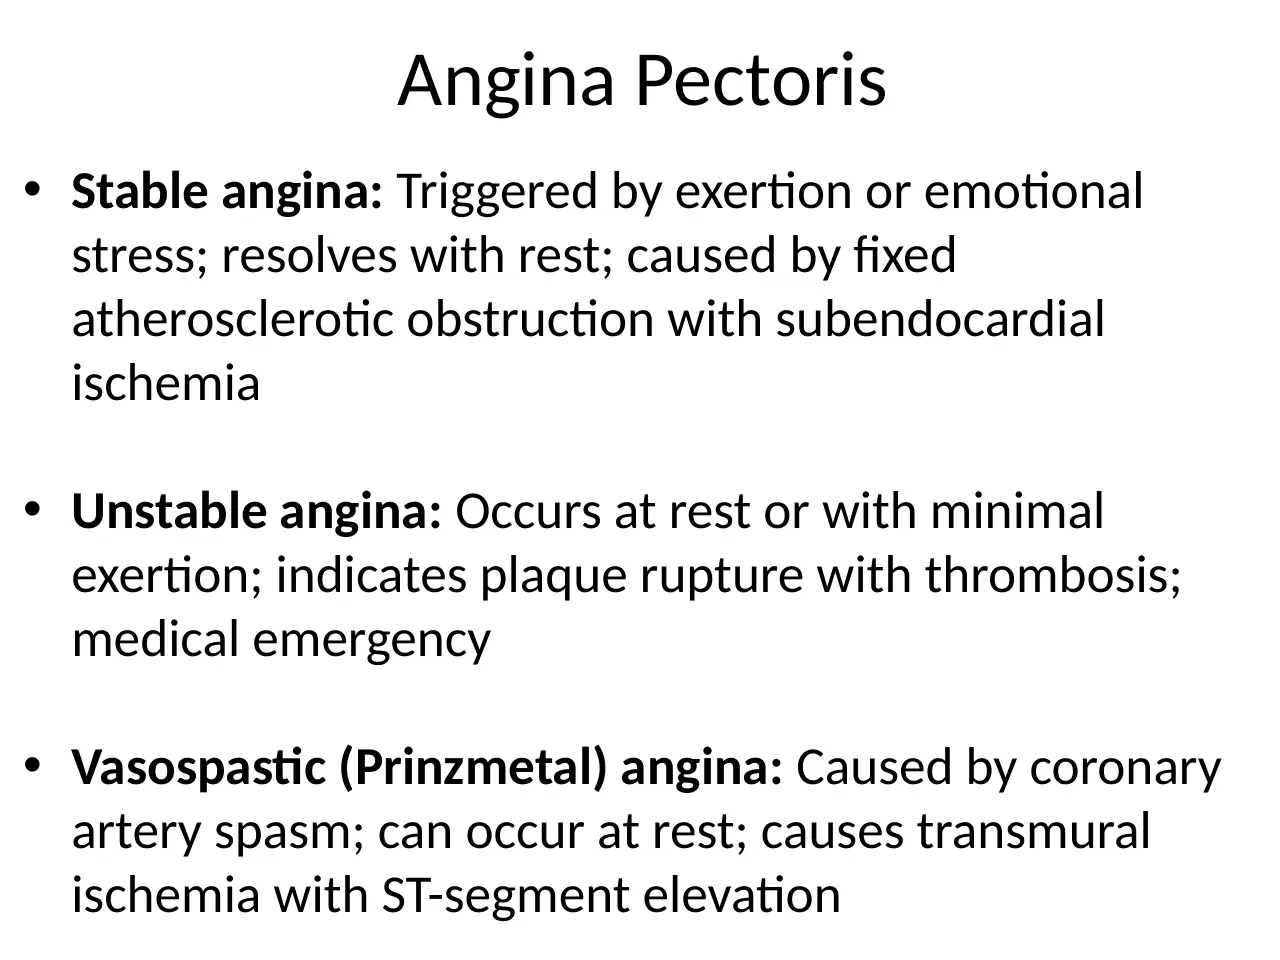 Angina Pectoris
• Stable angina: Triggered by exertion or emotional
stress; resolves with rest; caused by fixed
atherosclerotic obstruction with subendocardial
ischemia
• Unstable angina: Occurs at rest or with minimal
exertion; indicates plaque rupture with thrombosis;
medical emergency
• Vasospastic (Prinzmetal) angina: Caused by coronary
artery spasm; can occur at rest; causes transmural
ischemia with ST-segment elevation